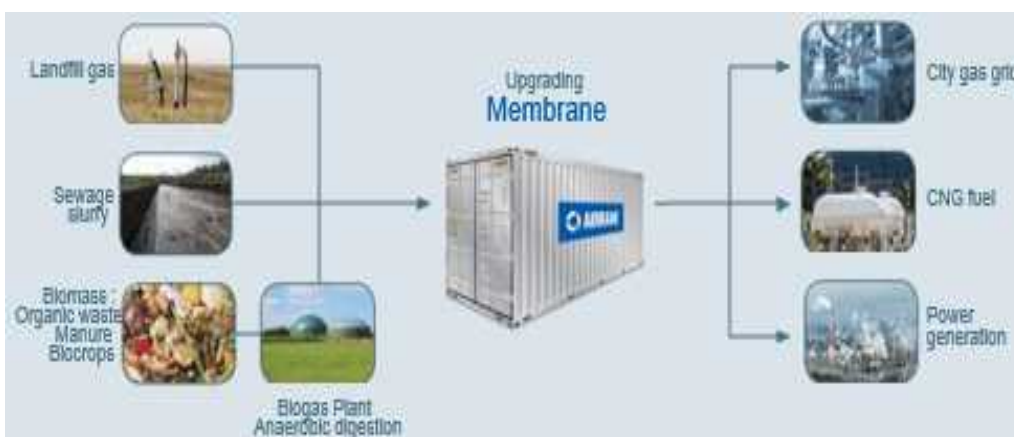 Landfill gas
Sewage
slurry
Biomass :
Organic waste
Manure
Biocrops
Biogas Plant
Anaerobic digestion
Upgrading
Membrane
City gas grid
CNG fuel
Power
generation